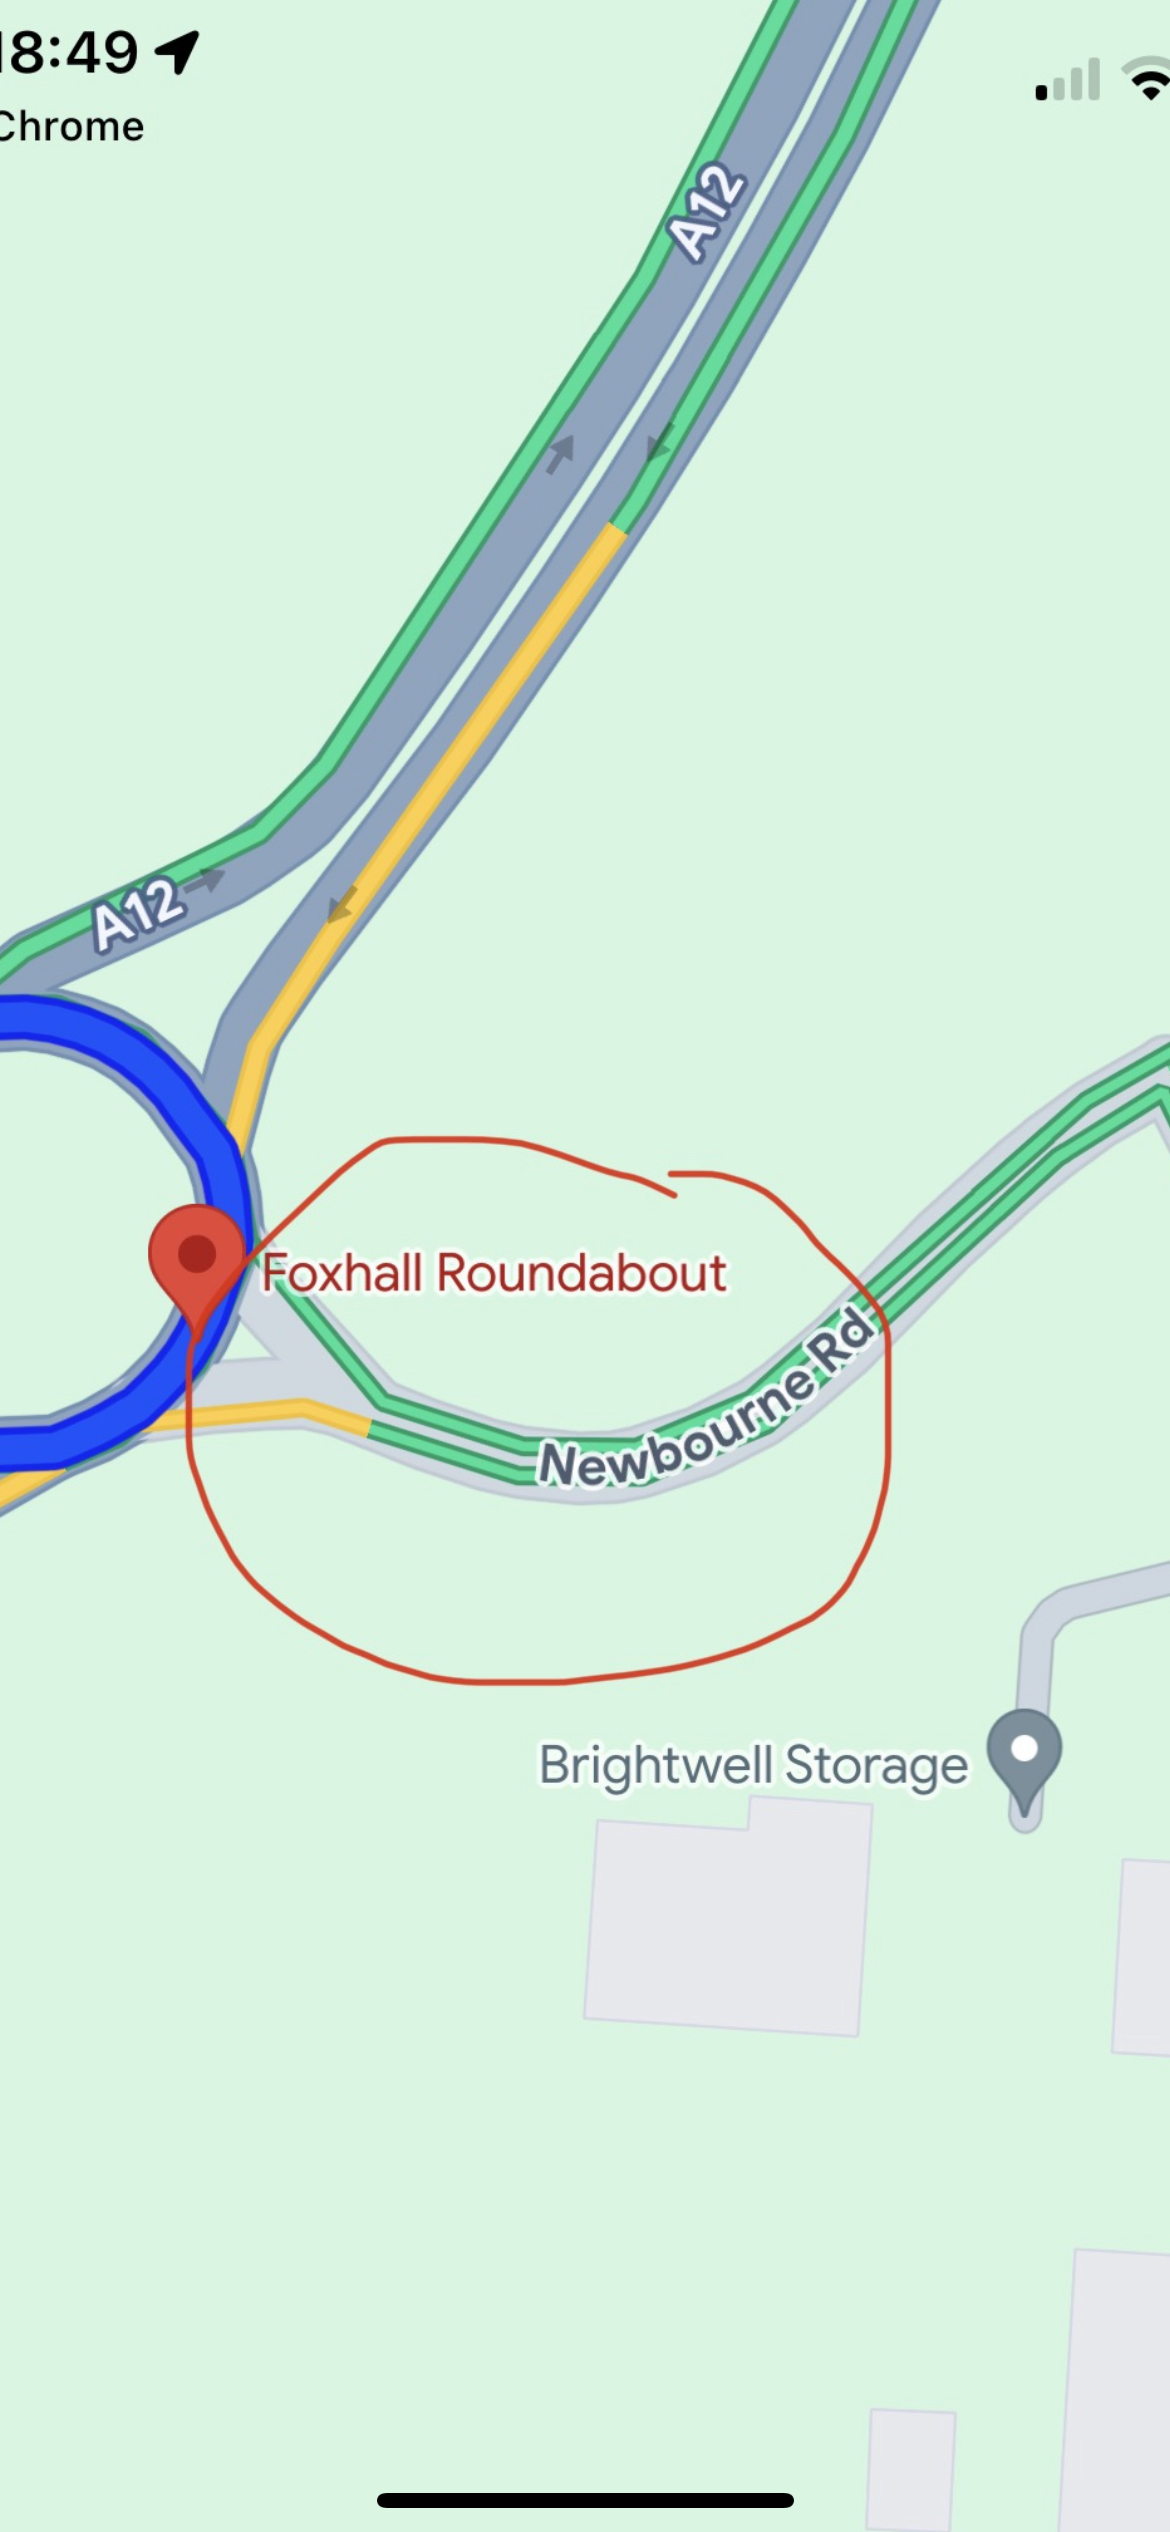 18:49
Chrome
A12
A12
Foxhall Roundabout
Newbourne Rd
Brightwell Storage